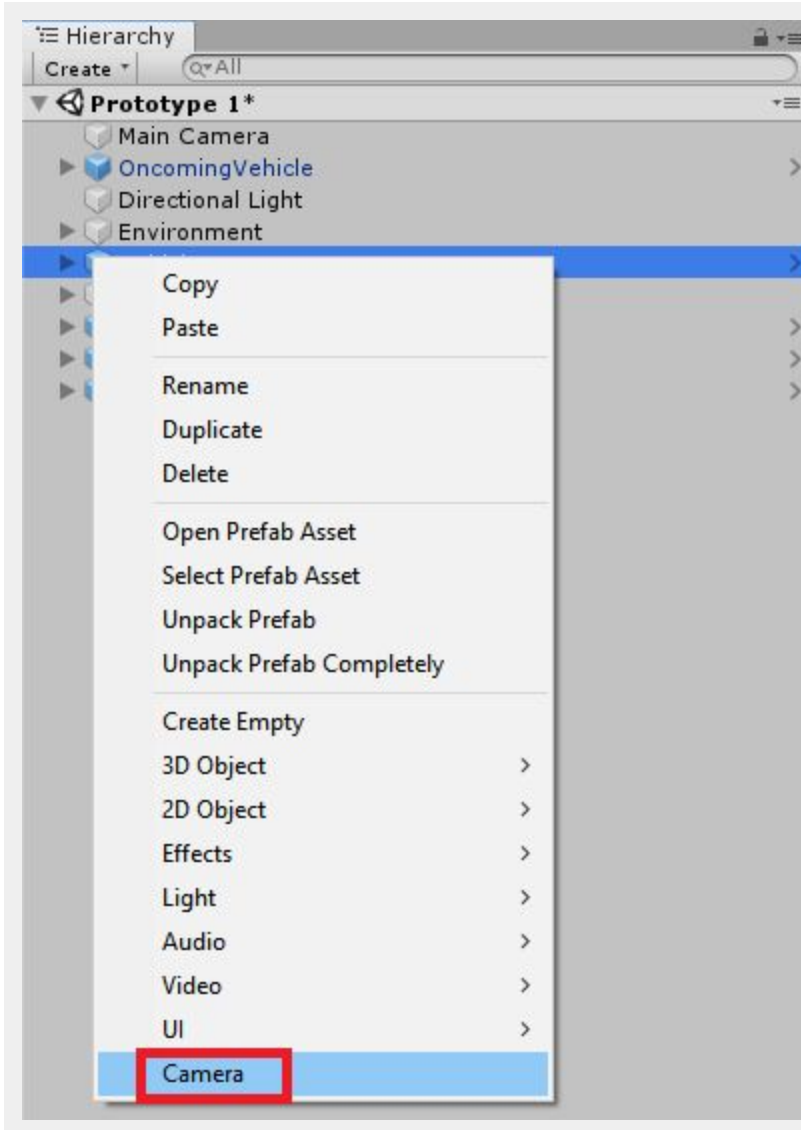 Hierarchy
Create All
Prototype 1*
Main Camera
OncomingVehicle
Directional Light
Environment
Copy
Paste
Rename
Duplicate
Delete
Open Prefab Asset
Select Prefab Asset
Unpack Prefab
Unpack Prefab Completely
Create Empty
3D Object
2D Object
Effects
Light
Audio
Video
UI
Camera